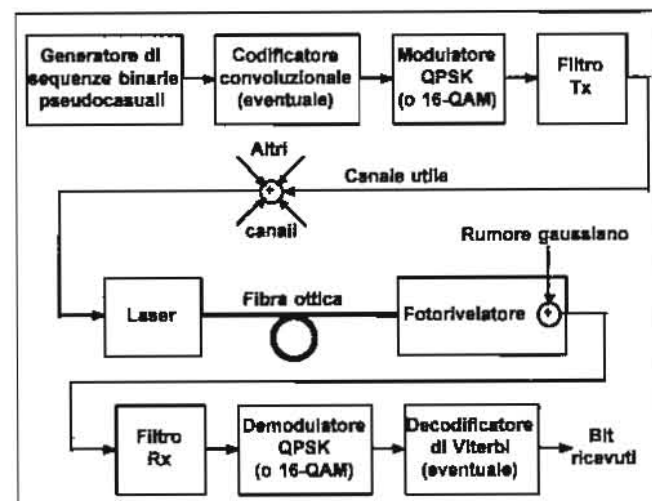 Generatore di
sequenze binarie
pseudocasuali
Codificatore
convoluzionale
(eventuale)
Modulatore
QPSK
(o 16-QAM)
Filtro
Tx
Altri
canali
Canale utile
Rumore gaussiano
Laser
Fibra ottica
Fotorivelatore
+
+
Filtro
Rx
Demodulatore
QPSK
(o 16-QAM)
Decodificatore
di Viterbi
(eventuale)
Bit
ricevuti